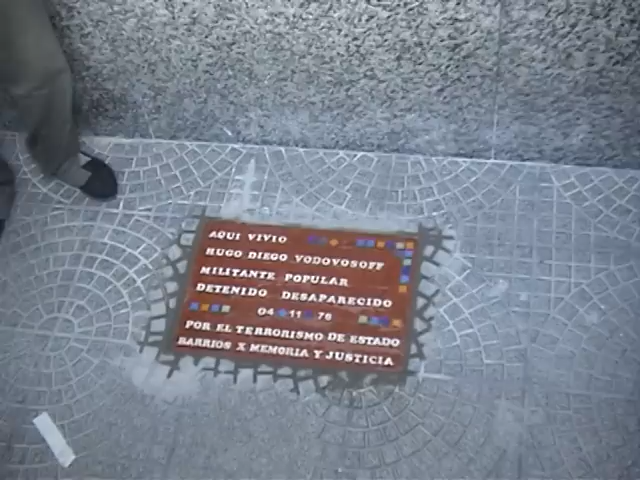 AQUI VIVIO
HUGO DIEGO VODOVOSOFF
MILITANTE POPULAR
DETENIDO DESAPARECIDO
04 11 76
POR EL TERRORISMO DE ESTADO
BARRIOS X MEMORIA Y JUSTICIA